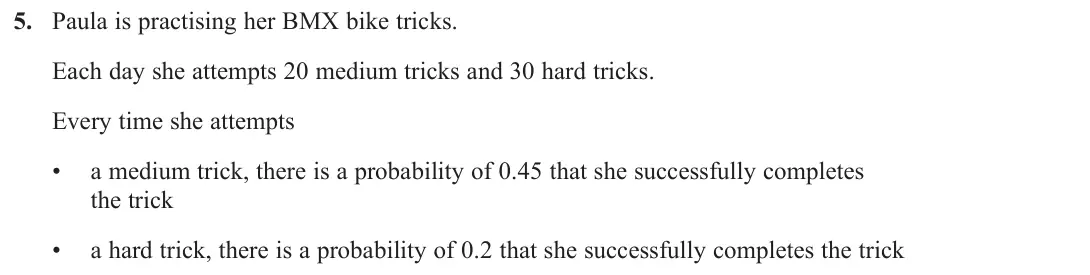 5. Paula is practising her BMX bike tricks.
Each day she attempts 20 medium tricks and 30 hard tricks.
Every time she attempts
• a medium trick, there is a probability of 0.45 that she successfully completes
the trick
• a hard trick, there is a probability of 0.2 that she successfully completes the trick